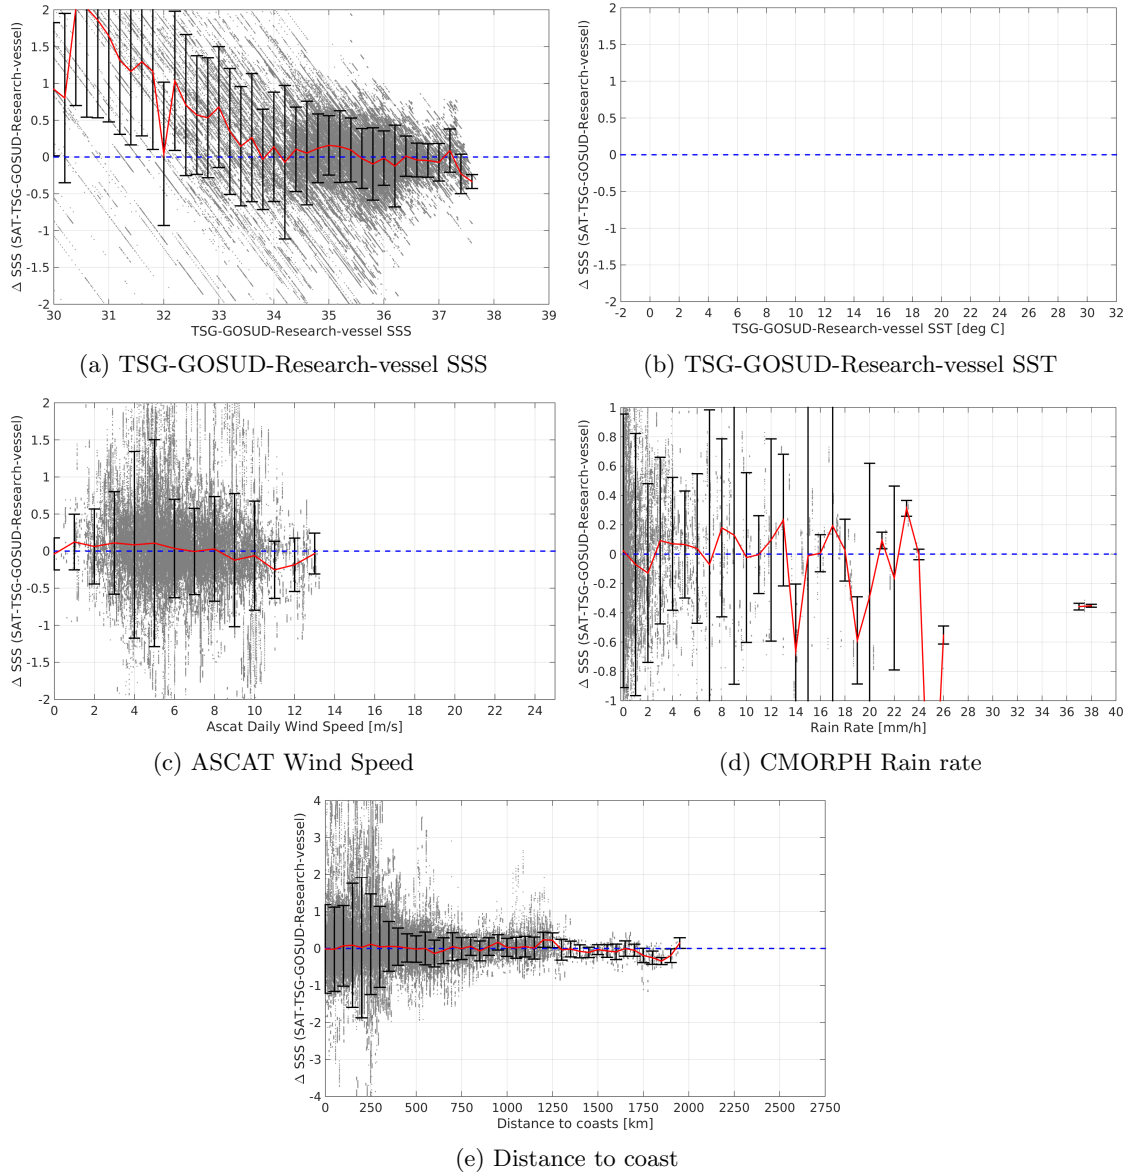 2
1.5
1
0.5
0
-0.5
-1
-1.5
-2
Δ SSS (SAT-TSG-GOSUD-Research-vessel)
30 31 32 33 34 35 36 37 38 39
TSG-GOSUD-Research-vessel SSS
(a) TSG-GOSUD-Research-vessel SSS
2
1.5
1
0.5
0
-0.5
-1
-1.5
-2
Δ SSS (SAT-TSG-GOSUD-Research-vessel)
-2 0 2 4 6 8 10 12 14 16 18 20 22 24 26 28 30 32
TSG-GOSUD-Research-vessel SST [deg C]
(b) TSG-GOSUD-Research-vessel SST
2
1.5
1
0.5
0
-0.5
-1
-1.5
-2
Δ SSS (SAT-TSG-GOSUD-Research-vessel)
0 2 4 6 8 10 12 14 16 18 20 22 24
Ascat Daily Wind Speed [m/s]
(c) ASCAT Wind Speed
1
0.8
0.6
0.4
0.2
0
-0.2
-0.4
-0.6
-0.8
-1
Δ SSS (SAT-TSG-GOSUD-Research-vessel)
0 2 4 6 8 10 12 14 16 18 20 22 24 26 28 30 32 34 36 38 40
Rain Rate [mm/h]
(d) CMORPH Rain rate
4
3
2
1
0
-1
-2
-3
-4
Δ SSS (SAT-TSG-GOSUD-Research-vessel)
0 250 500 750 1000 1250 1500 1750 2000 2250 2500 2750
Distance to coasts [km]
(e) Distance to coast